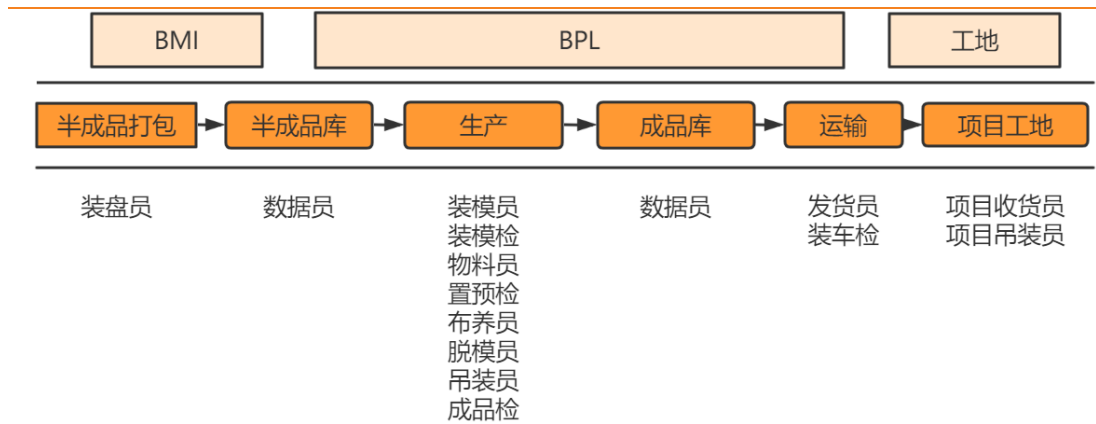 BMI
BPL
工地
半成品打包
半成品库
生产
成品库
运输
项目工地
装盘员
数据员
装模员
装模检
物料员
置预检
布养员
脱模员
吊装员
成品检
数据员
发货员
装车检
项目收货员
项目吊装员